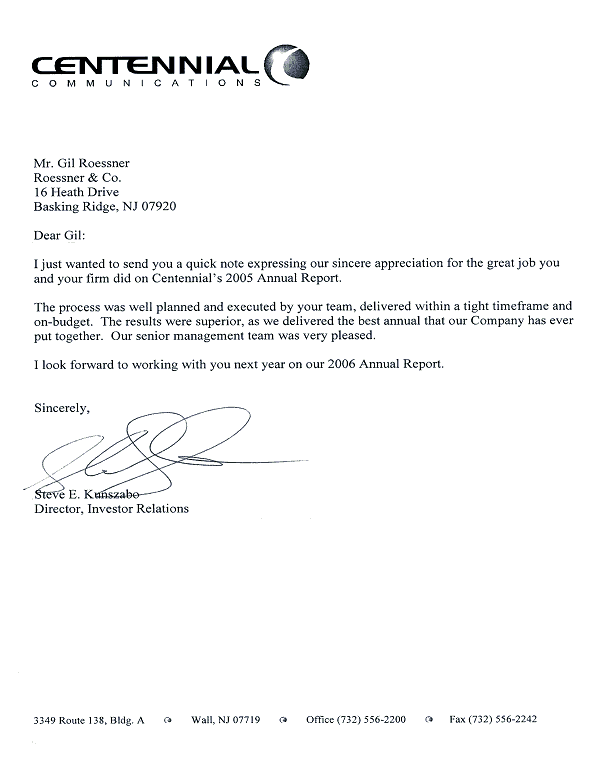 CENTENNIAL
COMMUNICATIONS
Mr. Gil Roessner
Roessner & Co.
16 Heath Drive
Basking Ridge, NJ 07920
Dear Gil:
I just wanted to send you a quick note expressing our sincere appreciation for the great job you
and your firm did on Centennial's 2005 Annual Report.
The process was well planned and executed by your team, delivered within a tight timeframe and
on-budget.  The results were superior, as we delivered the best annual that our Company has ever
put together.  Our senior management team was very pleased.
I look forward to working with you next year on our 2006 Annual Report.
Sincerely,
Steve E. Kunszabo
Director, Investor Relations
3349 Route 138, Bldg. A Wall, NJ 07719 Office (732) 556-2200 Fax (732) 556-2242